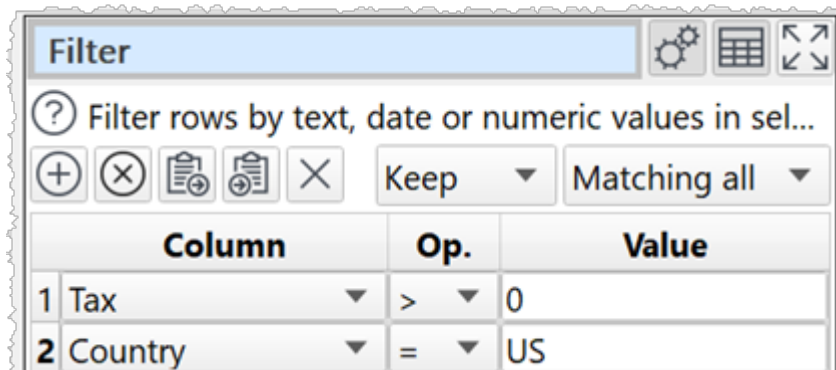 Filter
? Filter rows by text, date or numeric values in sel...
Keep Matching all
Column Op. Value
1 Tax > 0
2 Country = US